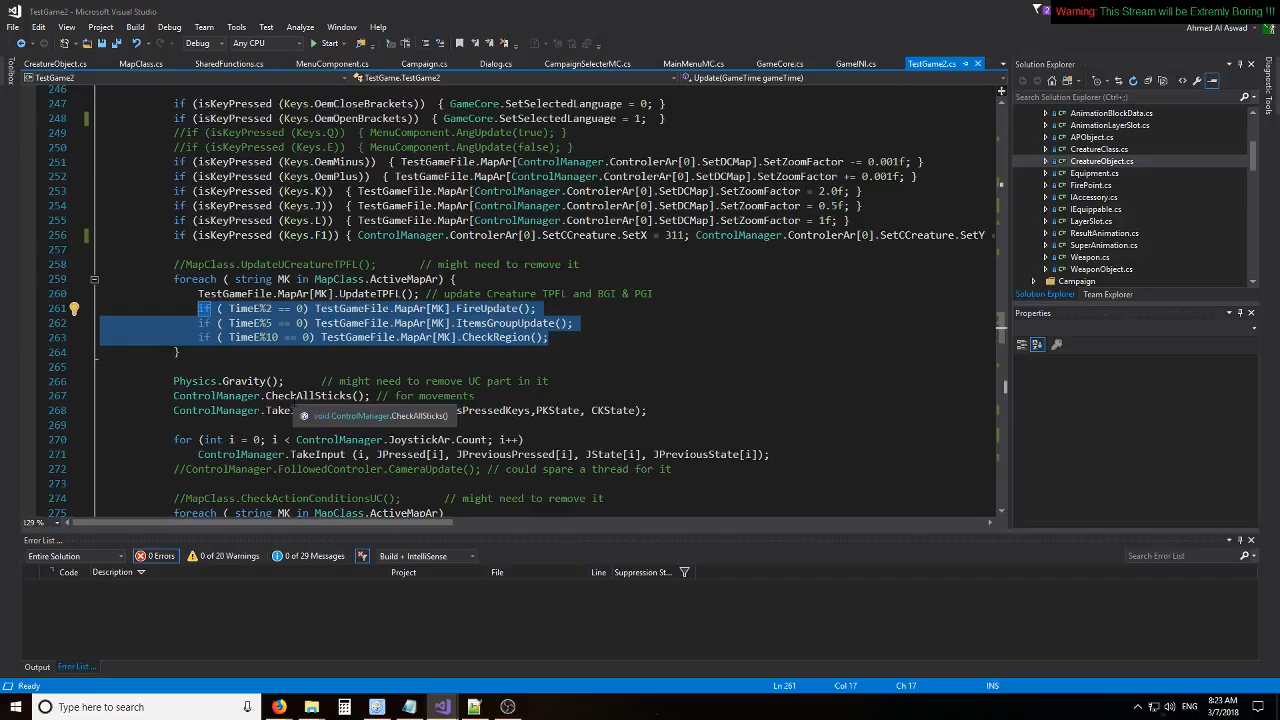 TestGame2 - Microsoft Visual Studio
2
Warning: This Stream will be Extremly Boring !!!
File Edit View Project Build Debug Team Tools Test Analyze Window Help
Ahmed Al Aswad
Debug Any CPU Start
CreatureObject.cs MapClass.cs SharedFunctions.cs MenuComponent.cs Campaign.cs Dialog.cs CampaignSelecterMC.cs MainMenuMC.cs GameCore.cs GameINI.cs TestGame2.cs
Solution Explorer
TestGame2 TestGame.TestGame2 Update(GameTime gameTime)
Toolbox
Diagnostic Tools
Search Solution Explorer (Ctrl+;)
246
247 if (isKeyPressed (Keys.OemCloseBrackets)) { GameCore.SetSelectedLanguage = 0; }
248 if (isKeyPressed (Keys.OemOpenBrackets)) { GameCore.SetSelectedLanguage = 1; }
249 //if (isKeyPressed (Keys.Q)) { MenuComponent.AngUpdate(true); }
250 //if (isKeyPressed (Keys.E)) { MenuComponent.AngUpdate(false); }
251 if (isKeyPressed (Keys.OemMinus)) { TestGameFile.MapAr[ControlManager.ControlerAr[0].SetDCMap].SetZoomFactor -= 0.001f; }
252 if (isKeyPressed (Keys.OemPlus)) { TestGameFile.MapAr[ControlManager.ControlerAr[0].SetDCMap].SetZoomFactor += 0.001f; }
253 if (isKeyPressed (Keys.K)) { TestGameFile.MapAr[ControlManager.ControlerAr[0].SetDCMap].SetZoomFactor = 2.0f; }
254 if (isKeyPressed (Keys.J)) { TestGameFile.MapAr[ControlManager.ControlerAr[0].SetDCMap].SetZoomFactor = 0.5f; }
255 if (isKeyPressed (Keys.L)) { TestGameFile.MapAr[ControlManager.ControlerAr[0].SetDCMap].SetZoomFactor = 1f; }
256 if (isKeyPressed (Keys.F1)) { ControlManager.ControlerAr[0].SetCCreature.SetX = 311; ControlManager.ControlerAr[0].SetCCreature.SetY
257
258 //MapClass.UpdateUCreatureTPFL(); // might need to remove it
259 foreach ( string MK in MapClass.ActiveMapAr) {
260 TestGameFile.MapAr[MK].UpdateTPFL(); // update Creature TPFL and BGI & PGI
261 if ( TimeE%2 == 0) TestGameFile.MapAr[MK].FireUpdate();
262 if ( TimeE%5 == 0) TestGameFile.MapAr[MK].ItemsGroupUpdate();
263 if ( TimeE%10 == 0) TestGameFile.MapAr[MK].CheckRegion();
264 }
265
266 Physics.Gravity(); // might need to remove UC part in it
267 ControlManager.CheckAllSticks(); // for movements
void ControlManager.CheckAllSticks()
268 ControlManager.Take sPressedKeys,PKState, CKState);
269
270 for (int i = 0; i < ControlManager.JoystickAr.Count; i++)
271 ControlManager.TakeInput (i, JPressed[i], JPreviousPressed[i], JState[i], JPreviousState[i]);
272 //ControlManager.FollowedControler.CameraUpdate(); // could spare a thread for it
273
274 //MapClass.CheckActionConditionsUC(); // might need to remove it
275 foreach ( string MK in MapClass.ActiveMapAr)
129 %
AnimationBlockData.cs
AnimationLayerSlot.cs
APObject.cs
CreatureClass.cs
CreatureObject.cs
Equipment.cs
FirePoint.cs
IAccessory.cs
IEquippable.cs
LayerSlot.cs
ResultAnimation.cs
SuperAnimation.cs
Weapon.cs
WeaponObject.cs
Campaign
Solution Explorer Team Explorer
Properties
Error List ...
Entire Solution 0 Errors 0 of 20 Warnings 0 of 29 Messages Build + IntelliSense Search Error List
Code Description Project File Line Suppression St...
Output Error List ...
Ready Ln 261 Col 17 Ch 17 INS
Type here to search
ENG
8:23 AM
3/7/2018